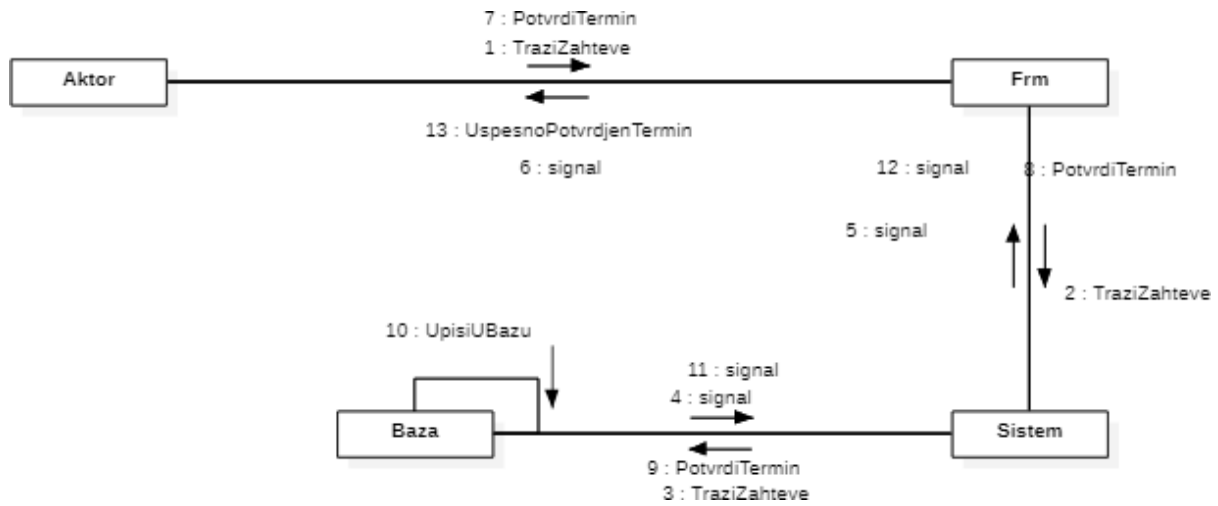 7 : PotvrdiTermin
1 : TraziZahteve
Aktor
Frm
13 : UspesnoPotvrdjenTermin
6 : signal
12 : signal
8 : PotvrdiTermin
5 : signal
2 : TraziZahteve
10 : UpisiUBazu
11 : signal
4 : signal
Baza
Sistem
9 : PotvrdiTermin
3 : TraziZahteve